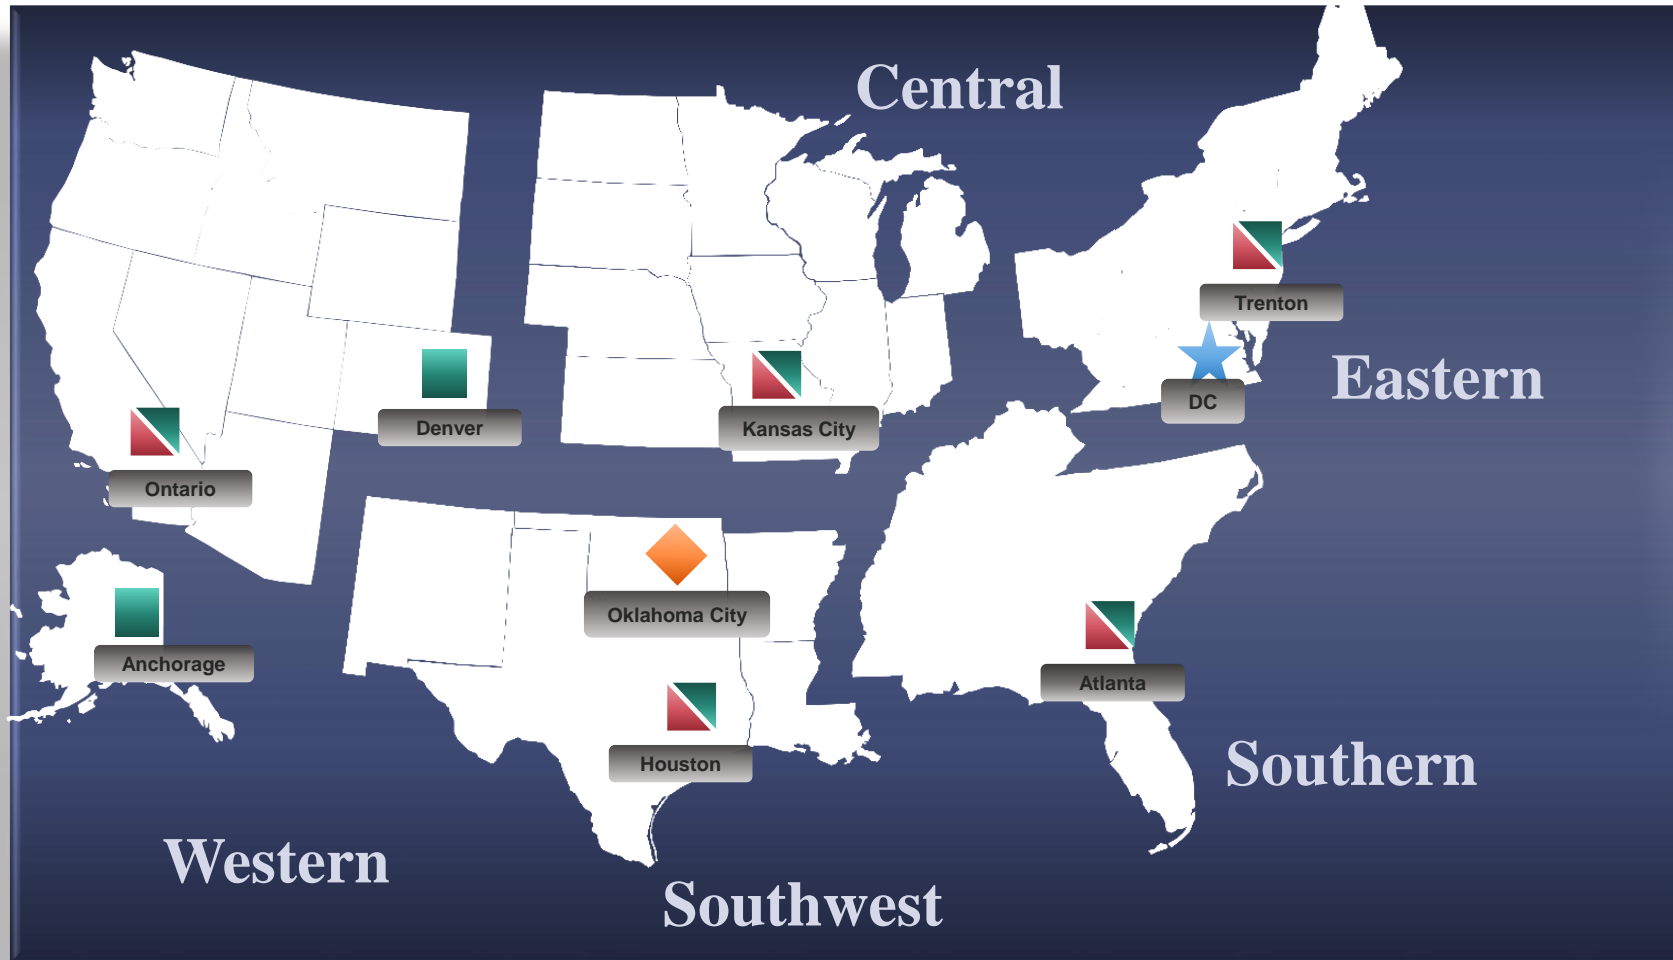 Central
Trenton
Eastern
DC
Denver
Kansas City
Ontario
Oklahoma City
Anchorage
Atlanta
Houston
Southern
Western
Southwest